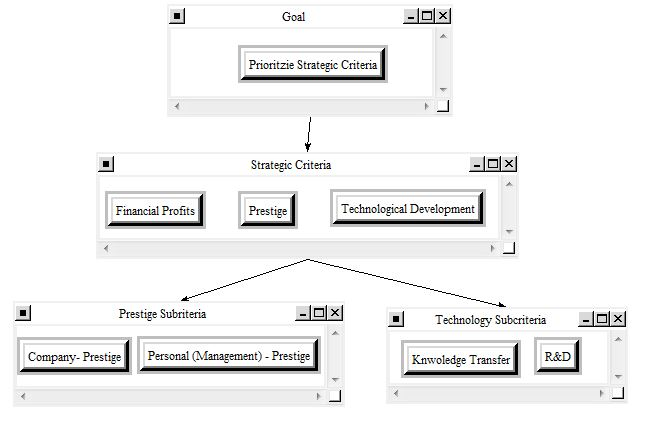 Goal
Prioritzie Strategic Criteria
Strategic Criteria
Financial Profits
Prestige
Technological Development
Prestige Subriteria
Company- Prestige
Personal (Management) - Prestige
Technology Subcriteria
Knwoledge Transfer
R&D